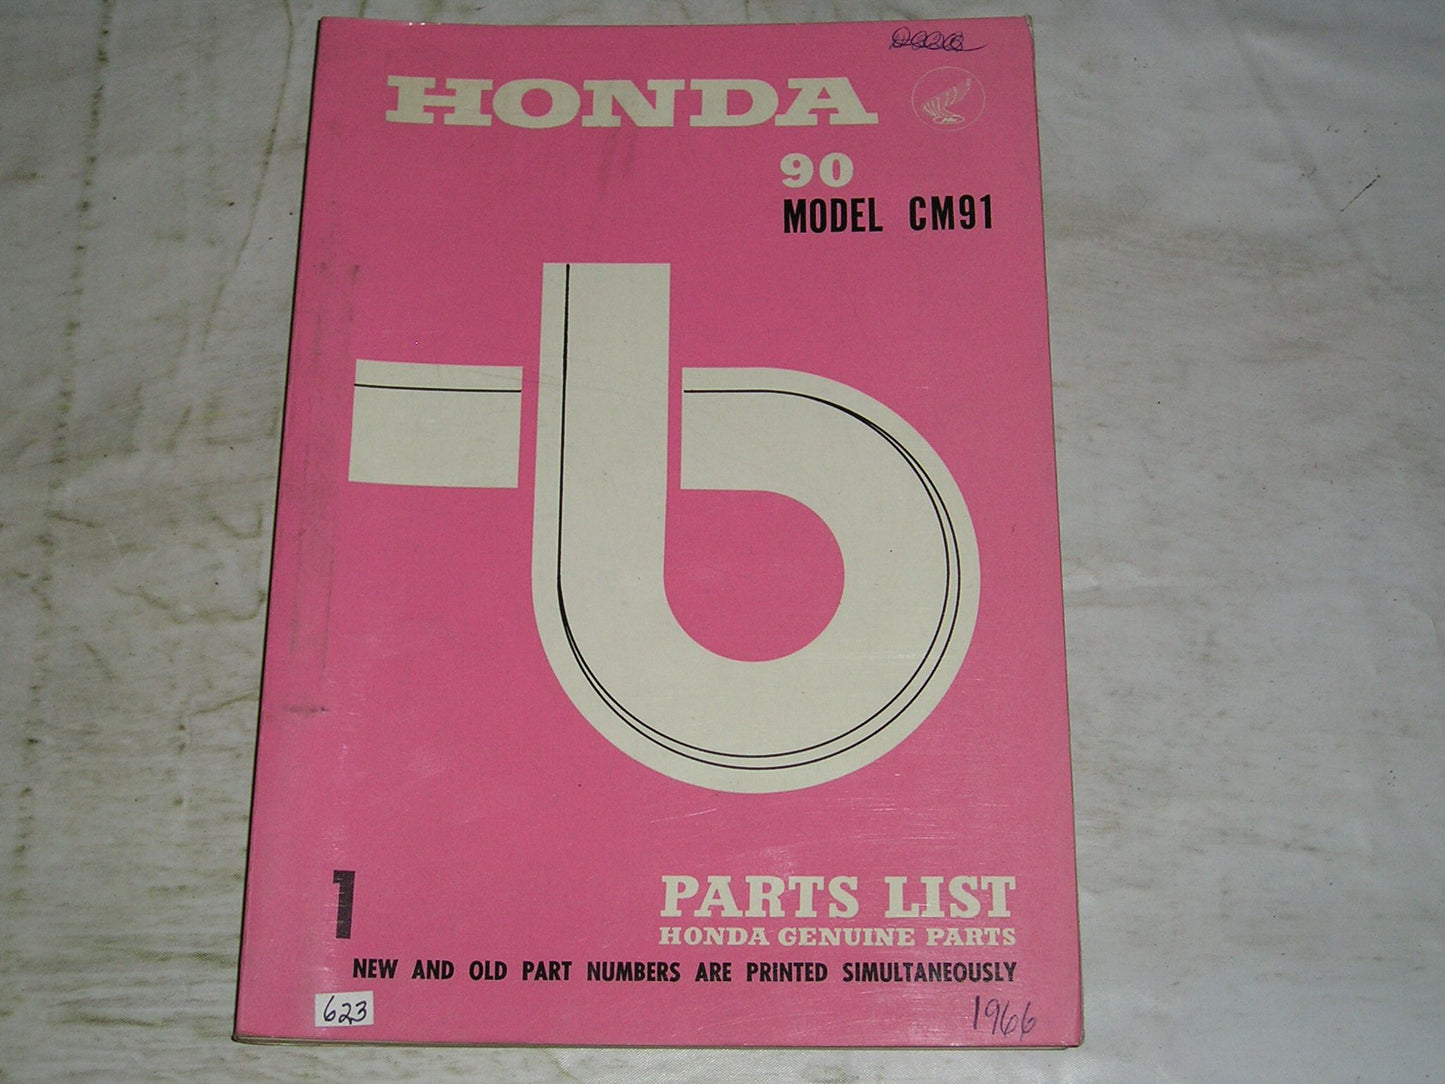 HONDA
90
MODEL CM91
1
PARTS LIST
HONDA GENUINE PARTS
NEW AND OLD PART NUMBERS ARE PRINTED SIMULTANEOUSLY
623
1966